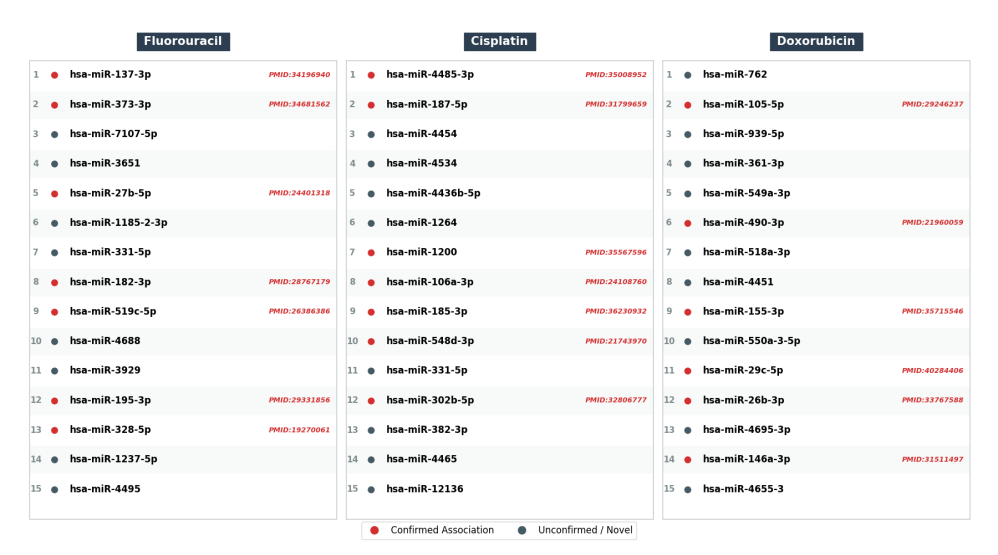 Fluorouracil
1 hsa-miR-137-3p PMID:34196940
2 hsa-miR-373-3p PMID:34681562
3 hsa-miR-7107-5p
4 hsa-miR-3651
5 hsa-miR-27b-5p PMID:24401318
6 hsa-miR-1185-2-3p
7 hsa-miR-331-5p
8 hsa-miR-182-3p PMID:28767179
9 hsa-miR-519c-5p PMID:26386386
10 hsa-miR-4688
11 hsa-miR-3929
12 hsa-miR-195-3p PMID:29331856
13 hsa-miR-328-5p PMID:19270061
14 hsa-miR-1237-5p
15 hsa-miR-4495
Cisplatin
1 hsa-miR-4485-3p PMID:35008952
2 hsa-miR-187-5p PMID:31799659
3 hsa-miR-4454
4 hsa-miR-4534
5 hsa-miR-4436b-5p
6 hsa-miR-1264
7 hsa-miR-1200 PMID:35567596
8 hsa-miR-106a-3p PMID:24108760
9 hsa-miR-185-3p PMID:36230932
10 hsa-miR-548d-3p PMID:21743970
11 hsa-miR-331-5p
12 hsa-miR-302b-5p PMID:32806777
13 hsa-miR-382-3p
14 hsa-miR-4465
15 hsa-miR-12136
Doxorubicin
1 hsa-miR-762
2 hsa-miR-105-5p PMID:29246237
3 hsa-miR-939-5p
4 hsa-miR-361-3p
5 hsa-miR-549a-3p
6 hsa-miR-490-3p PMID:21960059
7 hsa-miR-518a-3p
8 hsa-miR-4451
9 hsa-miR-155-3p PMID:35715546
10 hsa-miR-550a-3-5p
11 hsa-miR-29c-5p PMID:40284406
12 hsa-miR-26b-3p PMID:33767588
13 hsa-miR-4695-3p
14 hsa-miR-146a-3p PMID:31511497
15 hsa-miR-4655-3
Confirmed Association
Unconfirmed / Novel